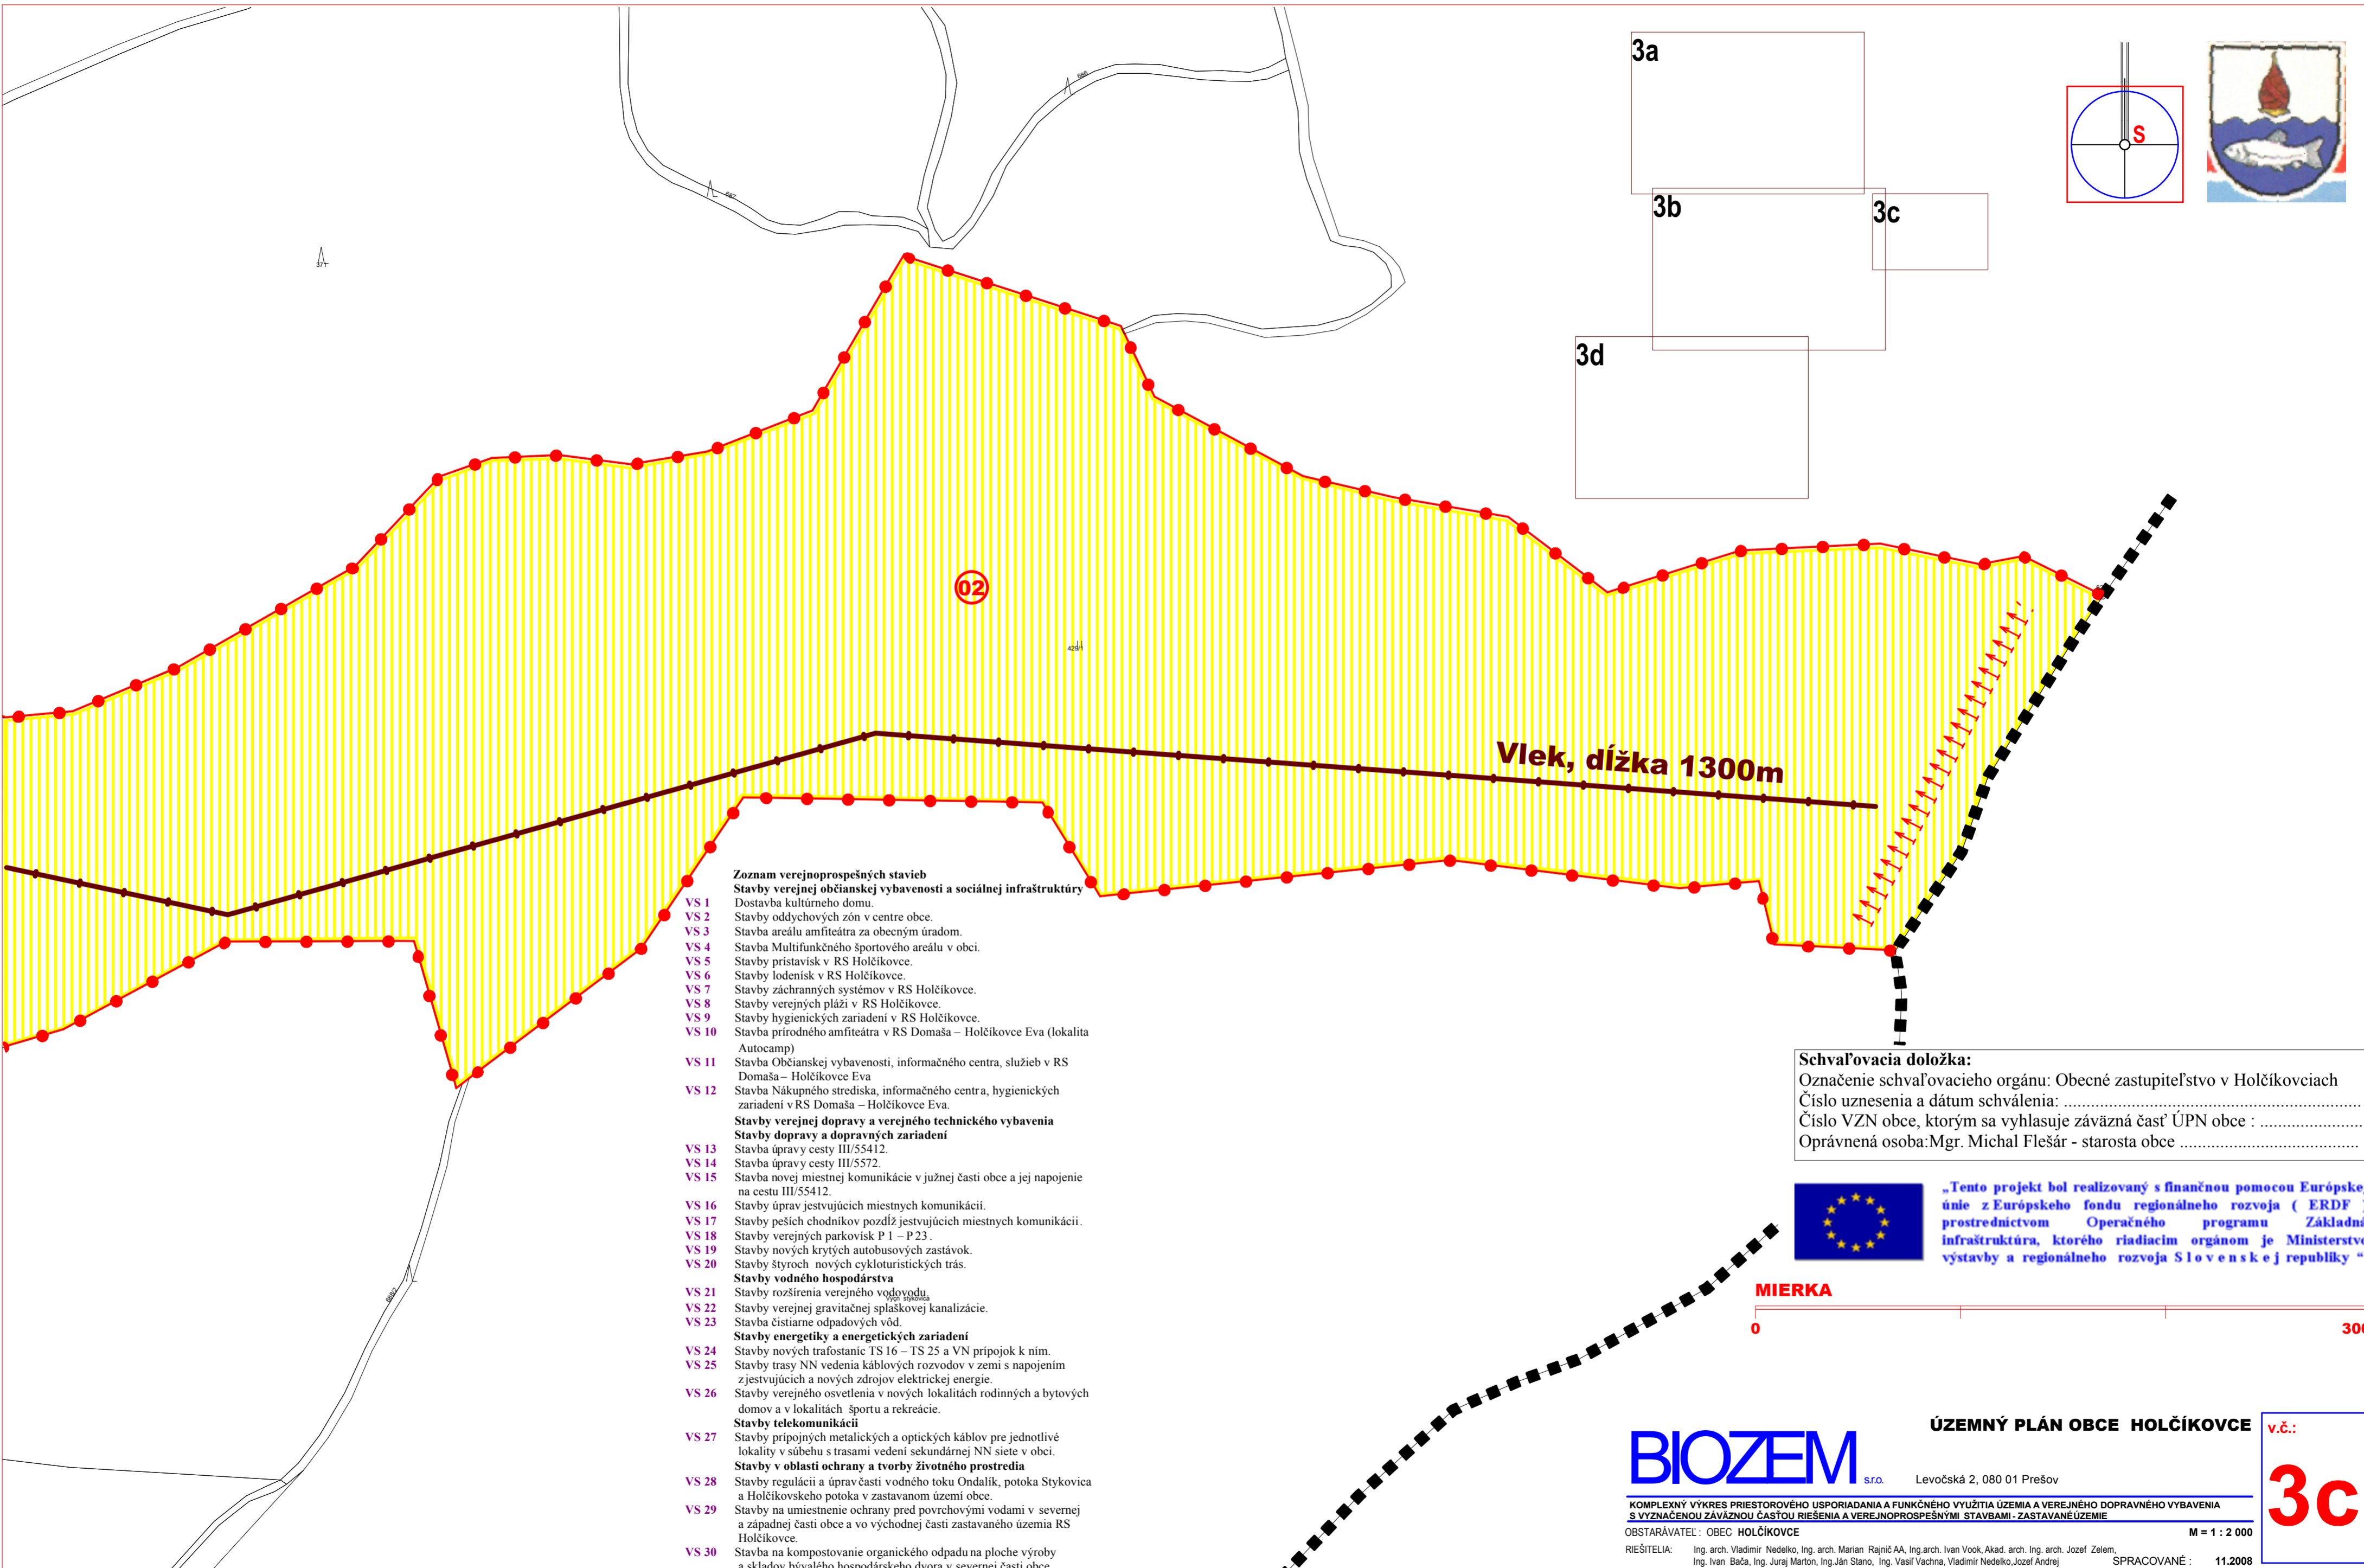 3a
3b
3c
3d
S
688
687
371
02
429/1
Vlek, dĺžka 1300m
Zoznam verejnoprospešných stavieb
Stavby verejnej občianskej vybavenosti a sociálnej infraštruktúry
VS 1 Dostavba kultúrneho domu.
VS 2 Stavby oddychových zón v centre obce.
VS 3 Stavba areálu amfiteátra za obecným úradom.
VS 4 Stavba Multifunkčného športového areálu v obci.
VS 5 Stavby prístavísk v RS Holčíkovce.
VS 6 Stavby lodenísk v RS Holčíkovce.
VS 7 Stavby záchranných systémov v RS Holčíkovce.
VS 8 Stavby verejných pláži v RS Holčíkovce.
VS 9 Stavby hygienických zariadení v RS Holčíkovce.
VS 10 Stavba prírodného amfiteátra v RS Domaša – Holčíkovce Eva (lokalita
Autocamp)
VS 11 Stavba Občianskej vybavenosti, informačného centra, služieb v RS
Domaša – Holčíkovce Eva
VS 12 Stavba Nákupného strediska, informačného centra, hygienických
zariadení v RS Domaša – Holčíkovce Eva.
Stavby verejnej dopravy a verejného technického vybavenia
Stavby dopravy a dopravných zariadení
VS 13 Stavba úpravy cesty III/55412.
VS 14 Stavba úpravy cesty III/5572.
VS 15 Stavba novej miestnej komunikácie v južnej časti obce a jej napojenie
na cestu III/55412.
VS 16 Stavby úprav jestvujúcich miestnych komunikácií.
VS 17 Stavby peších chodníkov pozdĺž jestvujúcich miestnych komunikácii.
VS 18 Stavby verejných parkovísk P 1 – P 23.
VS 19 Stavby nových krytých autobusových zastávok.
VS 20 Stavby štyroch nových cykloturistických trás.
Stavby vodného hospodárstva
VS 21 Stavby rozšírenia verejného vodovodu.
VS 22 Stavby verejnej gravitačnej splaškovej kanalizácie.
VS 23 Stavba čistiarne odpadových vôd.
Stavby energetiky a energetických zariadení
VS 24 Stavby nových trafostaníc TS 16 – TS 25 a VN prípojok k ním.
VS 25 Stavby trasy NN vedenia káblových rozvodov v zemi s napojením
z jestvujúcich a nových zdrojov elektrickej energie.
VS 26 Stavby verejného osvetlenia v nových lokalitách rodinných a bytových
domov a v lokalitách športu a rekreácie.
Stavby telekomunikácii
VS 27 Stavby prípojných metalických a optických káblov pre jednotlivé
lokality v súbehu s trasami vedení sekundárnej NN siete v obci.
Stavby v oblasti ochrany a tvorby životného prostredia
VS 28 Stavby regulácii a úprav časti vodného toku Ondalík, potoka Stykovica
a Holčíkovskeho potoka v zastavanom území obce.
VS 29 Stavby na umiestnenie ochrany pred povrchovými vodami v severnej
a západnej časti obce a vo východnej časti zastavaného územia RS
Holčíkovce.
VS 30 Stavba na kompostovanie organického odpadu na ploche výroby
a skladov bývalého hospodárskeho dvora v severnej časti obce
Schvaľovacia doložka:
Označenie schvaľovacieho orgánu: Obecné zastupiteľstvo v Holčíkovciach
Číslo uznesenia a dátum schválenia: ..............................................................
Číslo VZN obce, ktorým sa vyhlasuje záväzná časť ÚPN obce : ......................
Oprávnená osoba:Mgr. Michal Flešár - starosta obce .....................................
„Tento projekt bol realizovaný s finančnou pomocou Európskej
únie z Európskeho fondu regionálneho rozvoja ( ERDF )
prostredníctvom Operačného programu Základná
infraštruktúra, ktorého riadiacim orgánom je Ministerstvo
výstavby a regionálneho rozvoja S l o v e n s k e j republiky “
MIERKA
0 300
BIOZEM s.r.o.
ÚZEMNÝ PLÁN OBCE HOLČÍKOVCE
Levočská 2, 080 01 Prešov
v.č.:
3c
KOMPLEXNÝ VÝKRES PRIESTOROVÉHO USPORIADANIA A FUNKČNÉHO VYUŽITIA ÚZEMIA A VEREJNÉHO DOPRAVNÉHO VYBAVENIA
S VYZNAČENOU ZÁVÄZNOU ČASŤOU RIEŠENIA A VEREJNOPROSPEŠNÝMI STAVBAMI - ZASTAVANÉ ÚZEMIE
OBSTARÁVATEĽ : OBEC HOLČÍKOVCE M = 1 : 2 000
RIEŠITELIA: Ing. arch. Vladimír Nedelko, Ing. arch. Marian Rajnič AA, Ing.arch. Ivan Vook, Akad. arch. Ing. arch. Jozef Zelem,
Ing. Ivan Bača, Ing. Juraj Marton, Ing.Ján Stano, Ing. Vasiľ Vachna, Vladimír Nedelko,Jozef Andrej
SPRACOVANÉ : 11.2008